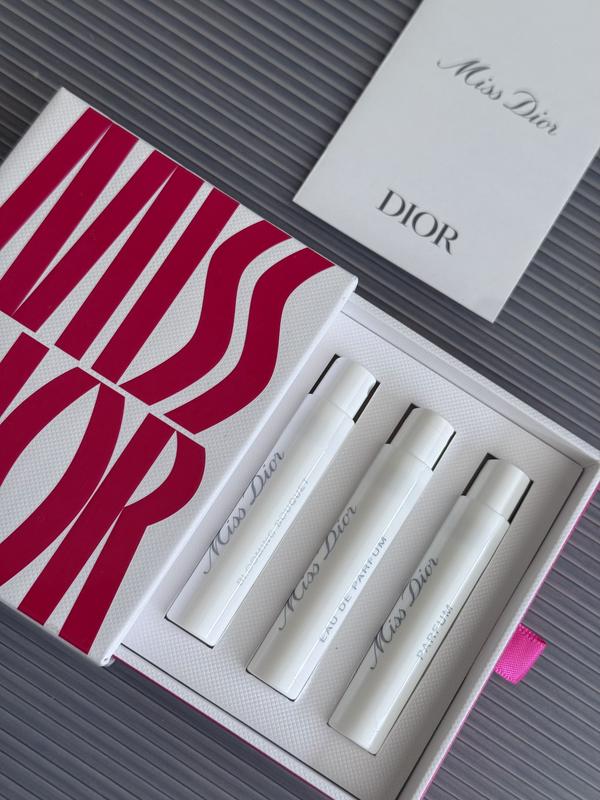 Miss Dior
DIOR
MISS
DIOR
Miss Dior
BLOOMING BOUQUET
Miss Dior
EAU DE PARFUM
Miss Dior
PARFUM